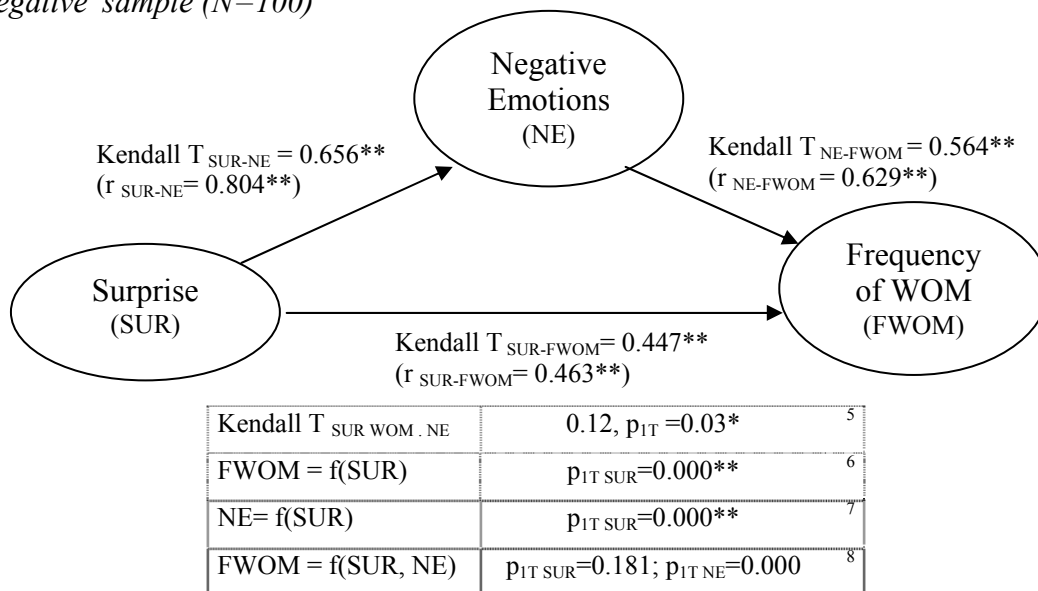 egative sample (N=100)
Negative
Emotions
(NE)
Kendall T SUR-NE = 0.656**
(r SUR-NE= 0.804**)
Kendall T NE-FWOM = 0.564**
(r NE-FWOM = 0.629**)
Surprise
(SUR)
Frequency
of WOM
(FWOM)
Kendall T SUR-FWOM= 0.447**
(r SUR-FWOM= 0.463**)
Kendall T SUR WOM . NE 0.12, p1T =0.03* 5
FWOM = f(SUR) p1T SUR=0.000** 6
NE= f(SUR) p1T SUR=0.000** 7
FWOM = f(SUR, NE) p1T SUR=0.181; p1T NE=0.000 8